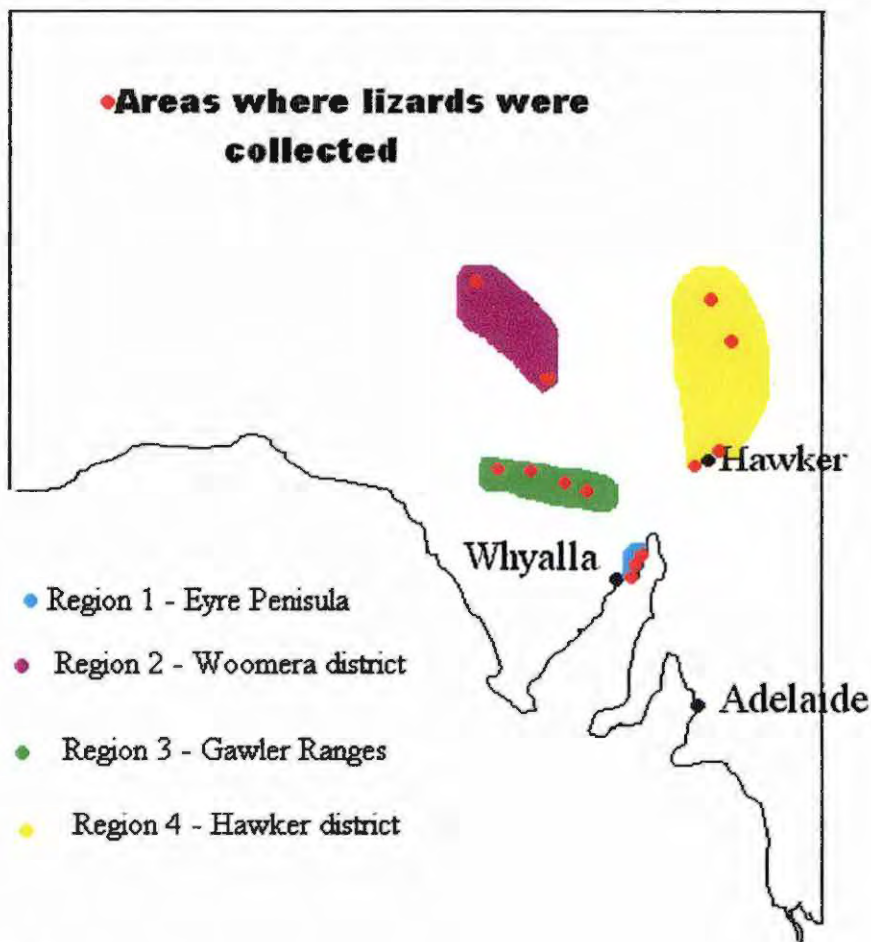 Areas where lizards were
collected
Hawker
Whyalla
Region 1 - Eyre Penisula
Region 2 - Woomera district
Adelaide
Region 3 - Gawler Ranges
Region 4 - Hawker district